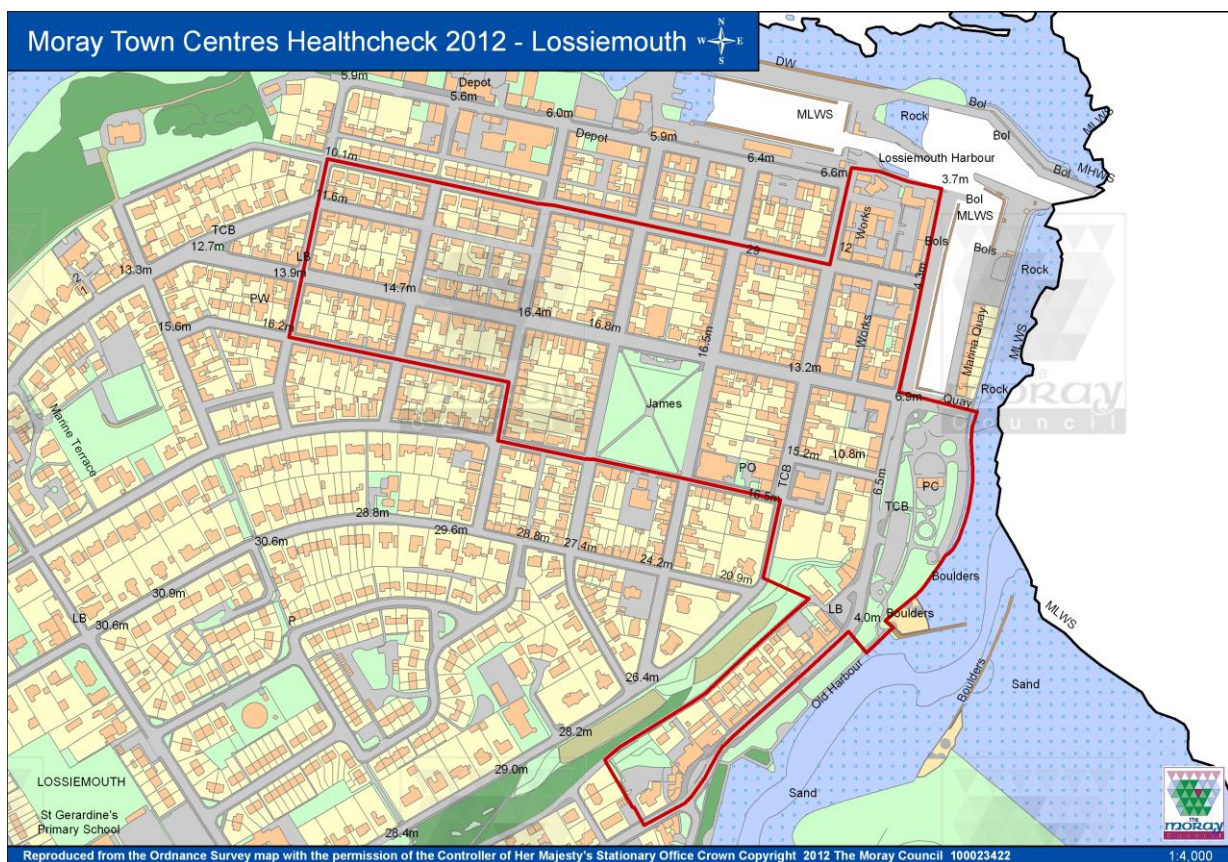 Moray Town Centres Healthcheck 2012 - Lossiemouth
N
W E
S
DW
5.9m
Depot
5.6m
6.0m
Depot
5.9m
MLWS
Bol
Rock
Bol
MLWS
6.4m
Lossiemouth Harbour
MHWS
Bol
10.1m
6.6m
3.7m
Bol
MLWS
11.6m
TCB
12.7m
LB
13.9m
13.3m
29
12
Works
Bols
Bols
Rock
2
1
14.7m
4.3m
PW
15.6m
16.2m
16.4m
16.8m
16.5m
Works
Marina Quay
MLWS
13.2m
Rock
the
moray
Council
James
6.9m
Quay
Marine Terrace
15.2m
10.8m
PO
TCB
16.5m
6.5m
PC
TCB
28.8m
29.6m
28.8m
27.4m
24.2m
20.9m
30.6m
30.9m
LB
30.6m
P
LB
4.0m
Boulders
Boulders
MLWS
Old Harbour
Boulders
Sand
26.4m
28.2m
29.0m
Sand
LOSSIEMOUTH
St Gerardine's
Primary School
28.4m
the
moray
Council
Reproduced from the Ordnance Survey map with the permission of the Controller of Her Majesty's Stationary Office Crown Copyright 2012 The Moray Council 100023422
1:4,000